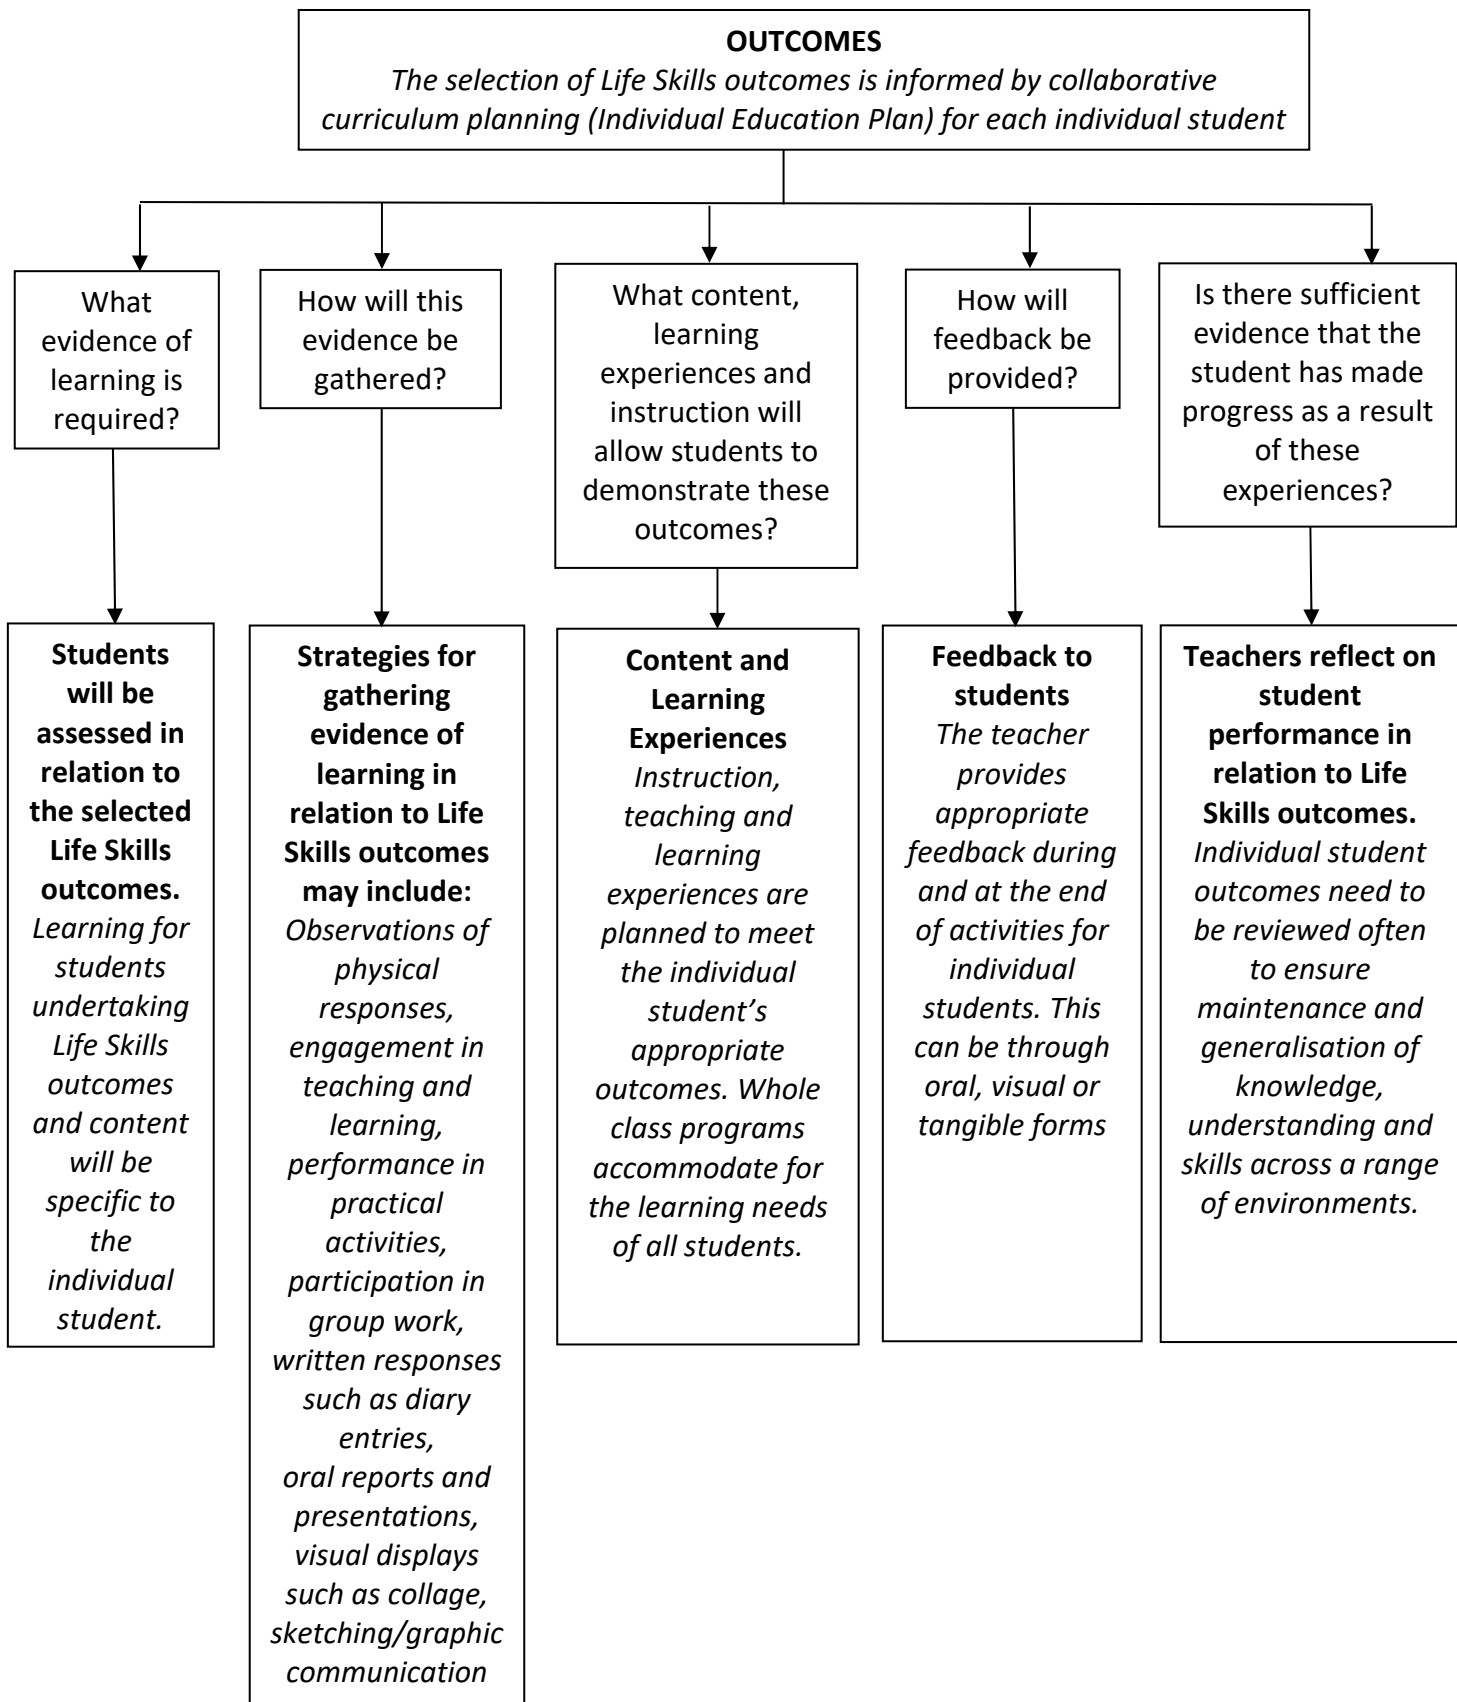 OUTCOMES
The selection of Life Skills outcomes is informed by collaborative
curriculum planning (Individual Education Plan) for each individual student
What
evidence of
learning is
required?
How will this
evidence be
gathered?
What content,
learning
experiences and
instruction will
allow students to
demonstrate these
outcomes?
How will
feedback be
provided?
Is there sufficient
evidence that the
student has made
progress as a result
of these
experiences?
Students
will be
assessed in
relation to
the selected
Life Skills
outcomes.
Learning for
students
undertaking
Life Skills
outcomes
and content
will be
specific to
the
individual
student.
Strategies for
gathering
evidence of
learning in
relation to Life
Skills outcomes
may include:
Observations of
physical
responses,
engagement in
teaching and
learning,
performance in
practical
activities,
participation in
group work,
written responses
such as diary
entries,
oral reports and
presentations,
visual displays
such as collage,
sketching/graphic
communication
Content and
Learning
Experiences
Instruction,
teaching and
learning
experiences are
planned to meet
the individual
student’s
appropriate
outcomes. Whole
class programs
accommodate for
the learning needs
of all students.
Feedback to
students
The teacher
provides
appropriate
feedback during
and at the end
of activities for
individual
students. This
can be through
oral, visual or
tangible forms
Teachers reflect on
student
performance in
relation to Life
Skills outcomes.
Individual student
outcomes need to
be reviewed often
to ensure
maintenance and
generalisation of
knowledge,
understanding and
skills across a range
of environments.